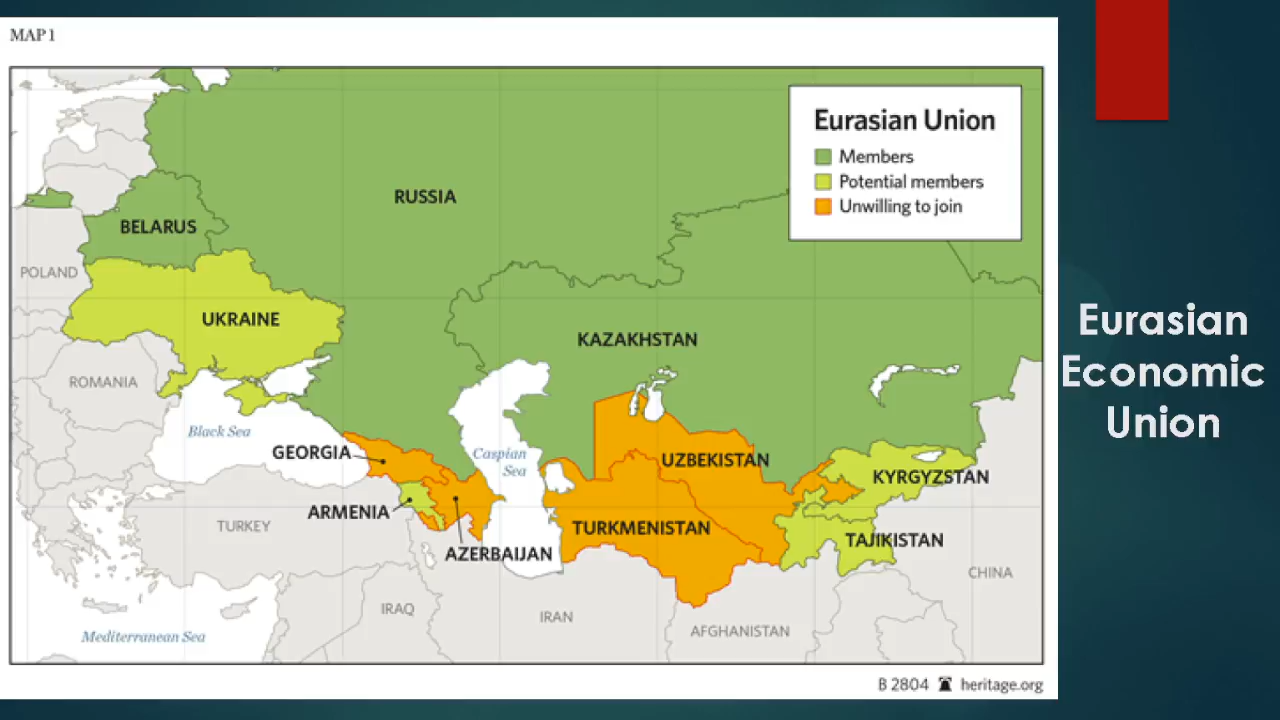 MAP 1
Eurasian Union
Members
Potential members
Unwilling to join
RUSSIA
BELARUS
POLAND
UKRAINE
KAZAKHSTAN
ROMANIA
Black Sea
GEORGIA
Caspian
Sea
UZBEKISTAN
KYRGYZSTAN
ARMENIA
TURKEY
TURKMENISTAN
AZERBAIJAN
TAJIKISTAN
CHINA
IRAQ
IRAN
AFGHANISTAN
Mediterranean Sea
B 2804 heritage.org
Eurasian
Economic
Union